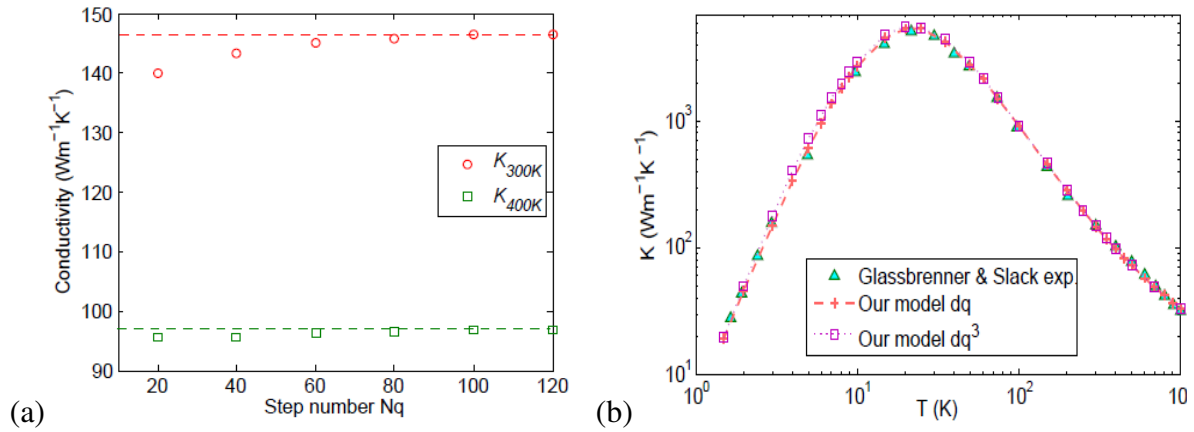 (a)
Conductivity (Wm⁻¹K⁻¹)
150
140
130
120
110
100
90
20 40 60 80 100 120
Step number Nq
K300K
K400K
(b)
K (Wm⁻¹K⁻¹)
10³
10²
10¹
10⁰ 10¹ 10² 10
T (K)
Glassbrenner & Slack exp.
Our model dq
Our model dq³